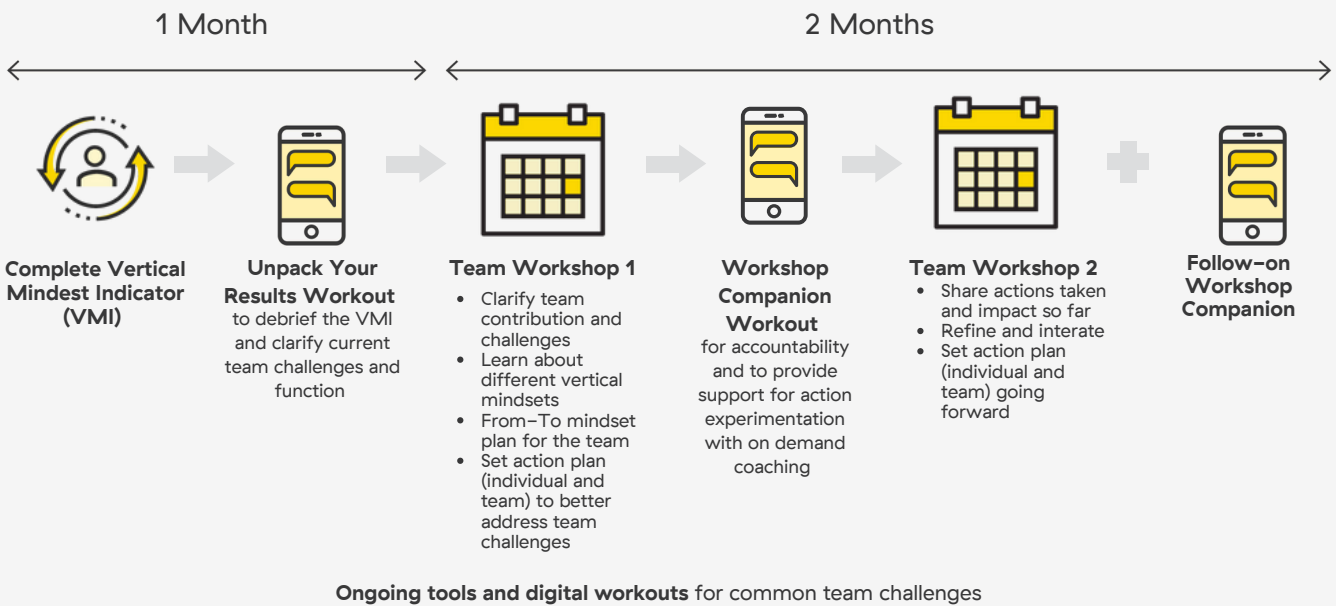 1 Month
2 Months
Complete Vertical
Mindest Indicator
(VMI)
Unpack Your
Results Workout
to debrief the VMI
and clarify current
team challenges and
function
Team Workshop 1
• Clarify team
contribution and
challenges
• Learn about
different vertical
mindsets
• From–To mindset
plan for the team
• Set action plan
(individual and
team) to better
address team
challenges
Workshop
Companion
Workout
for accountability
and to provide
support for action
experimentation
with on demand
coaching
Team Workshop 2
• Share actions taken
and impact so far
• Refine and interate
• Set action plan
(individual and
team) going
forward
Follow–on
Workshop
Companion
Ongoing tools and digital workouts for common team challenges